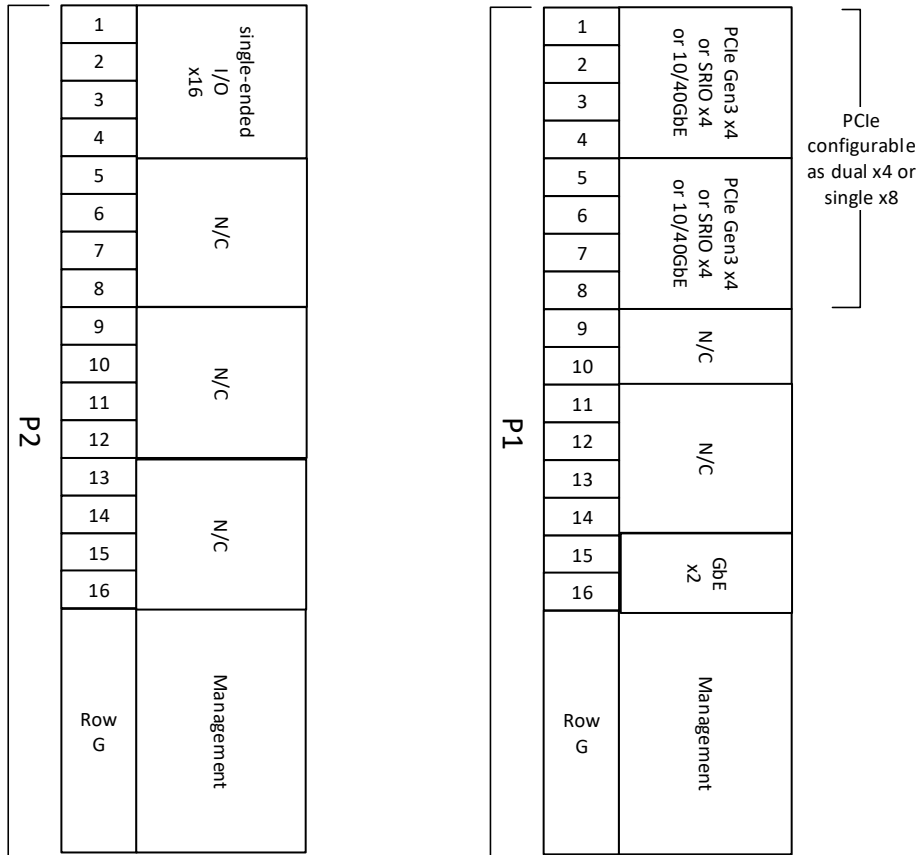 P2
1
2
3
4
5
6
7
8
9
10
11
12
13
14
15
16
Row
G
single-ended
I/O
x16
N/C
N/C
N/C
Management
P1
1
2
3
4
5
6
7
8
9
10
11
12
13
14
15
16
Row
G
PCIe Gen3 x4
or SRIO x4
or 10/40GbE
PCIe Gen3 x4
or SRIO x4
or 10/40GbE
N/C
N/C
GbE
x2
Management
PCIe
configurable
as dual x4 or
single x8